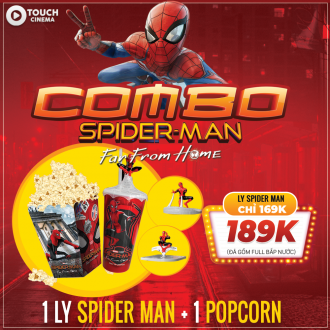 TOUCH
CINEMA
COMBO
SPIDER-MAN
Far From Home
LY SPIDER MAN
CHỈ 169K
189K
(ĐÃ GỒM FULL BẮP NƯỚC)
1 LY SPIDER MAN + 1 POPCORN